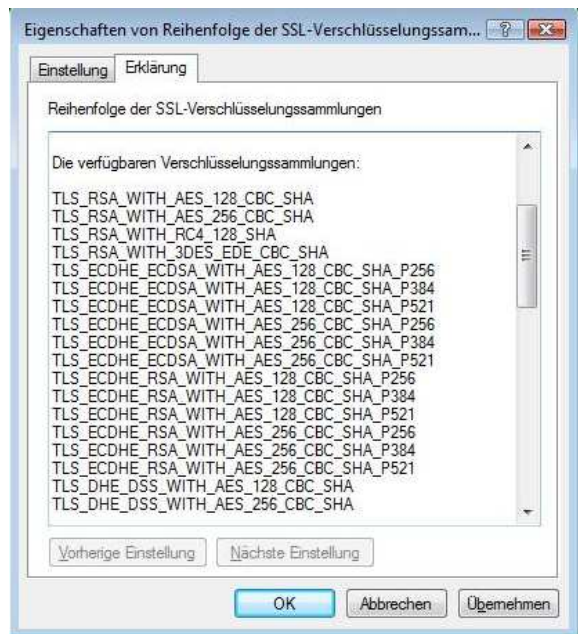 Eigenschaften von Reihenfolge der SSL-Verschlüsselungssam...
Einstellung
Erklärung
Reihenfolge der SSL-Verschlüsselungssammlungen
Die verfügbaren Verschlüsselungssammlungen:
TLS_RSA_WITH_AES_128_CBC_SHA
TLS_RSA_WITH_AES_256_CBC_SHA
TLS_RSA_WITH_RC4_128_SHA
TLS_RSA_WITH_3DES_EDE_CBC_SHA
TLS_ECDHE_ECDSA_WITH_AES_128_CBC_SHA_P256
TLS_ECDHE_ECDSA_WITH_AES_128_CBC_SHA_P384
TLS_ECDHE_ECDSA_WITH_AES_128_CBC_SHA_P521
TLS_ECDHE_ECDSA_WITH_AES_256_CBC_SHA_P256
TLS_ECDHE_ECDSA_WITH_AES_256_CBC_SHA_P384
TLS_ECDHE_ECDSA_WITH_AES_256_CBC_SHA_P521
TLS_ECDHE_RSA_WITH_AES_128_CBC_SHA_P256
TLS_ECDHE_RSA_WITH_AES_128_CBC_SHA_P384
TLS_ECDHE_RSA_WITH_AES_128_CBC_SHA_P521
TLS_ECDHE_RSA_WITH_AES_256_CBC_SHA_P256
TLS_ECDHE_RSA_WITH_AES_256_CBC_SHA_P384
TLS_ECDHE_RSA_WITH_AES_256_CBC_SHA_P521
TLS_DHE_DSS_WITH_AES_128_CBC_SHA
TLS_DHE_DSS_WITH_AES_256_CBC_SHA
Vorherige Einstellung
Nächste Einstellung
OK
Abbrechen
Übernehmen